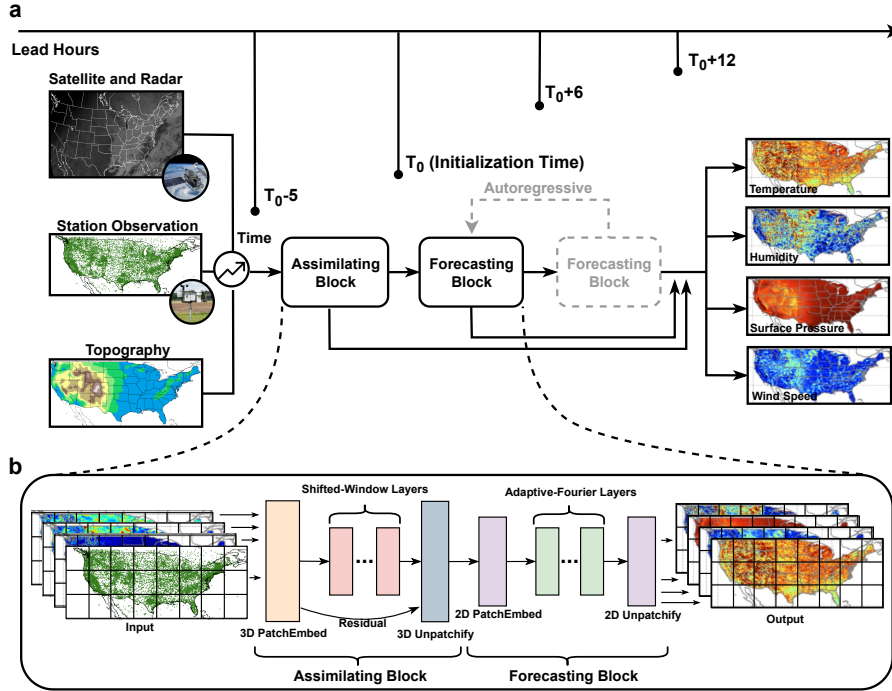 a
Lead Hours
T0-5
T0 (Initialization Time)
T0+6
T0+12
Satellite and Radar
Station Observation
Topography
Time
Assimilating
Block
Forecasting
Block
Autoregressive
Forecasting
Block
Temperature
Humidity
Surface Pressure
Wind Speed
b
Input
3D PatchEmbed
Shifted-Window Layers
...
Residual
3D Unpatchify
2D PatchEmbed
Adaptive-Fourier Layers
...
2D Unpatchify
Output
Assimilating Block
Forecasting Block